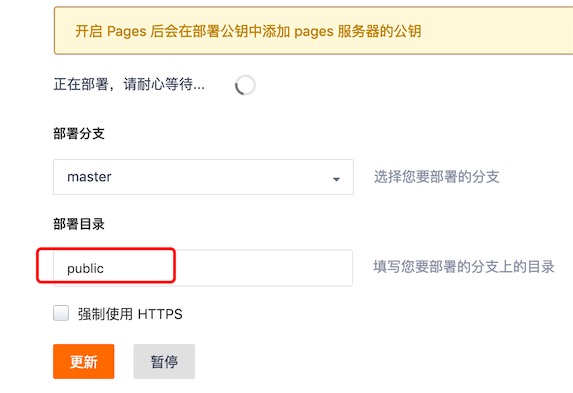 开启 Pages 后会在部署公钥中添加 pages 服务器的公钥
正在部署，请耐心等待...
部署分支
master 选择您要部署的分支
部署目录
public 填写您要部署的分支上的目录
强制使用 HTTPS
更新 暂停